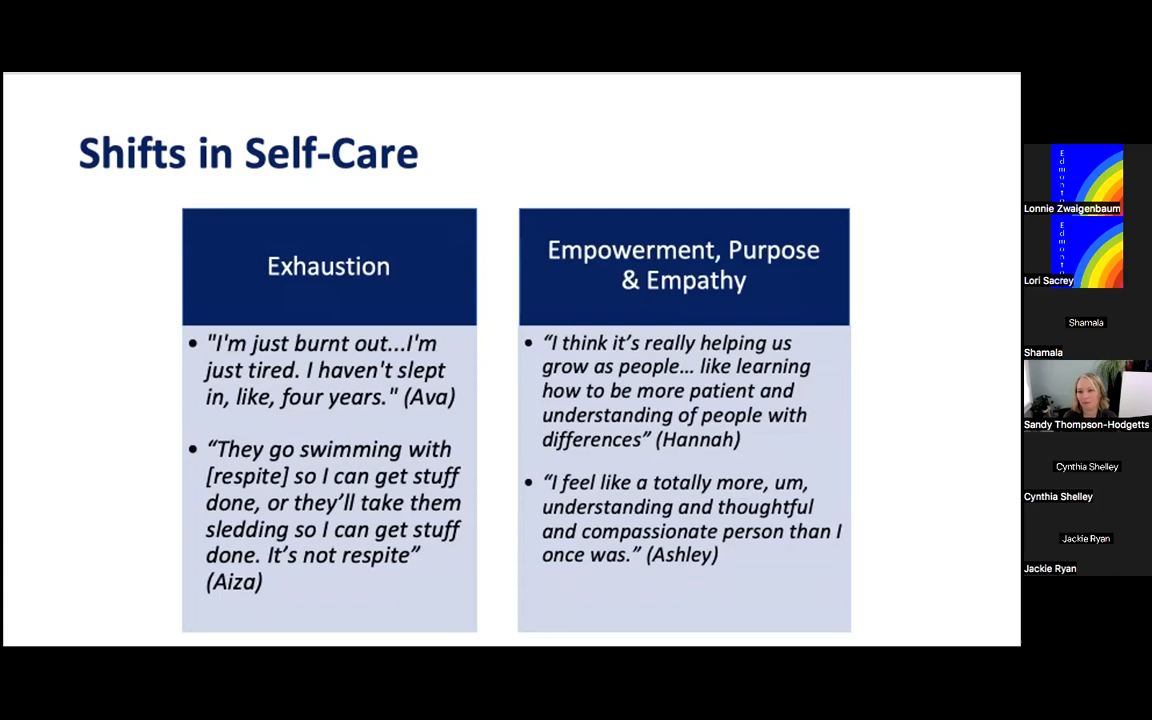 Shifts in Self-Care
Exhaustion
• "I'm just burnt out...I'm
just tired. I haven't slept
in, like, four years." (Ava)
• “They go swimming with
[respite] so I can get stuff
done, or they’ll take them
sledding so I can get stuff
done. It’s not respite”
(Aiza)
Empowerment, Purpose
& Empathy
• “I think it’s really helping us
grow as people… like learning
how to be more patient and
understanding of people with
differences” (Hannah)
• “I feel like a totally more, um,
understanding and thoughtful
and compassionate person than I
once was.” (Ashley)
Edmont
Lonnie Zwaigenbaum
Edmonto
Lori Sacrey
Shamala
Shamala
Sandy Thompson-Hodgetts
Cynthia Shelley
Cynthia Shelley
Jackie Ryan
Jackie Ryan